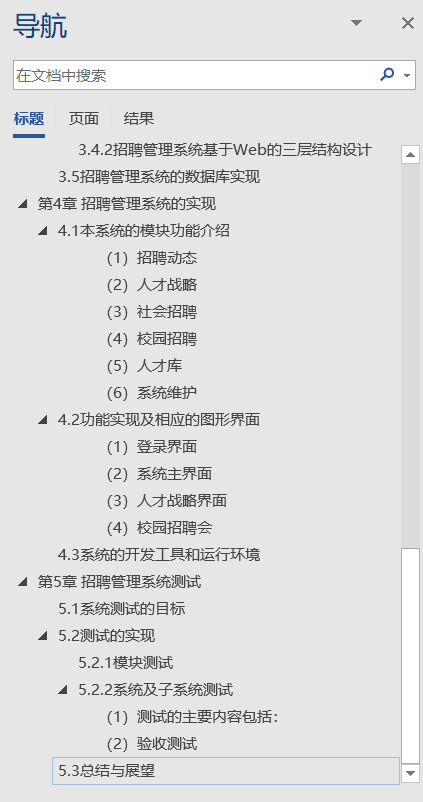 导航
在文档中搜索
标题 页面 结果
3.4.2招聘管理系统基于Web的三层结构设计
3.5招聘管理系统的数据库实现
第4章 招聘管理系统的实现
4.1本系统的模块功能介绍
（1）招聘动态
（2）人才战略
（3）社会招聘
（4）校园招聘
（5）人才库
（6）系统维护
4.2功能实现及相应的图形界面
（1）登录界面
（2）系统主界面
（3）人才战略界面
（4）校园招聘会
4.3系统的开发工具和运行环境
第5章 招聘管理系统测试
5.1系统测试的目标
5.2测试的实现
5.2.1模块测试
5.2.2系统及子系统测试
（1）测试的主要内容包括：
（2）验收测试
5.3总结与展望